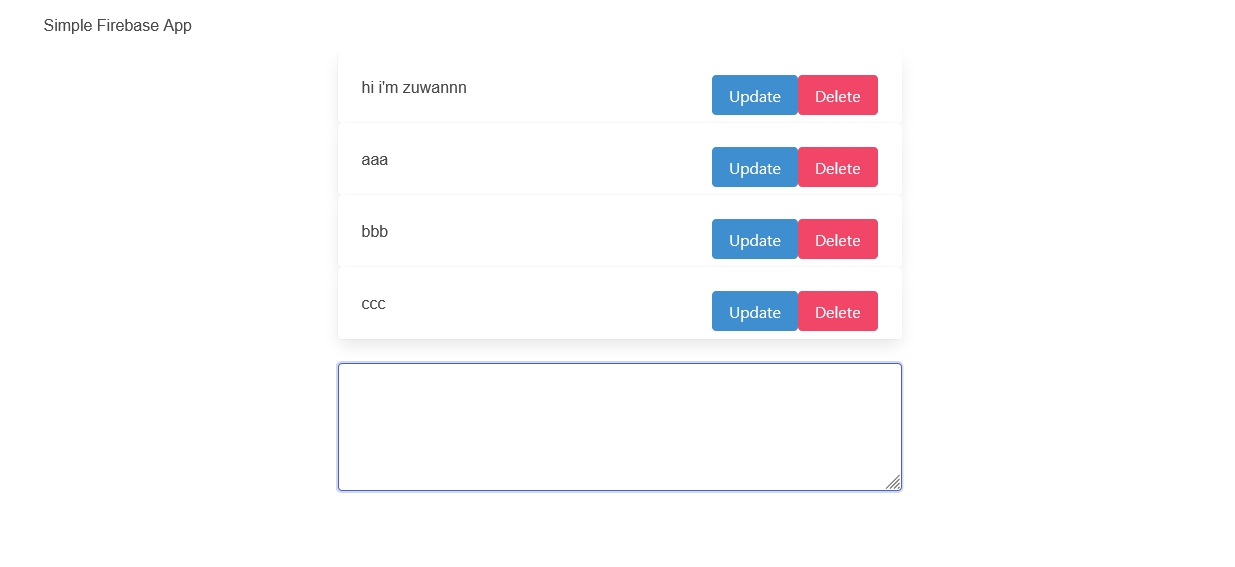 Simple Firebase App
hi i'm zuwannn Update Delete
aaa Update Delete
bbb Update Delete
ccc Update Delete